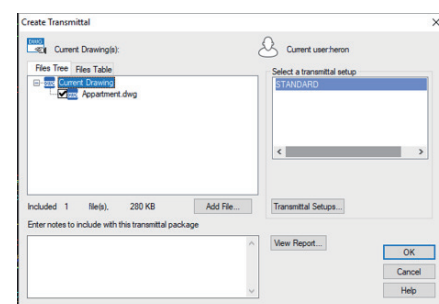 Create Transmittal
Current Drawing(s):
Current user:heron
Files Tree Files Table
Select a transmittal setup
Current Drawing
STANDARD
Appartment.dwg
Included 1 file(s), 280 KB Add File...
Transmittal Setups...
Enter notes to include with this transmittal package
View Report...
OK
Cancel
Help